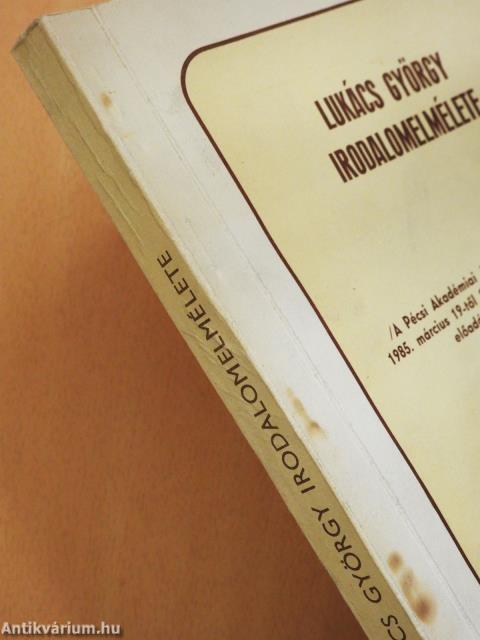 LUKÁCS GYÖRGY
IRODALOMELMÉLETE
/A Pécsi Akadémiai
1985. március 19-től
előadá
CS GYÖRGY IRODALOMELMÉLETE
Antikvárium.hu